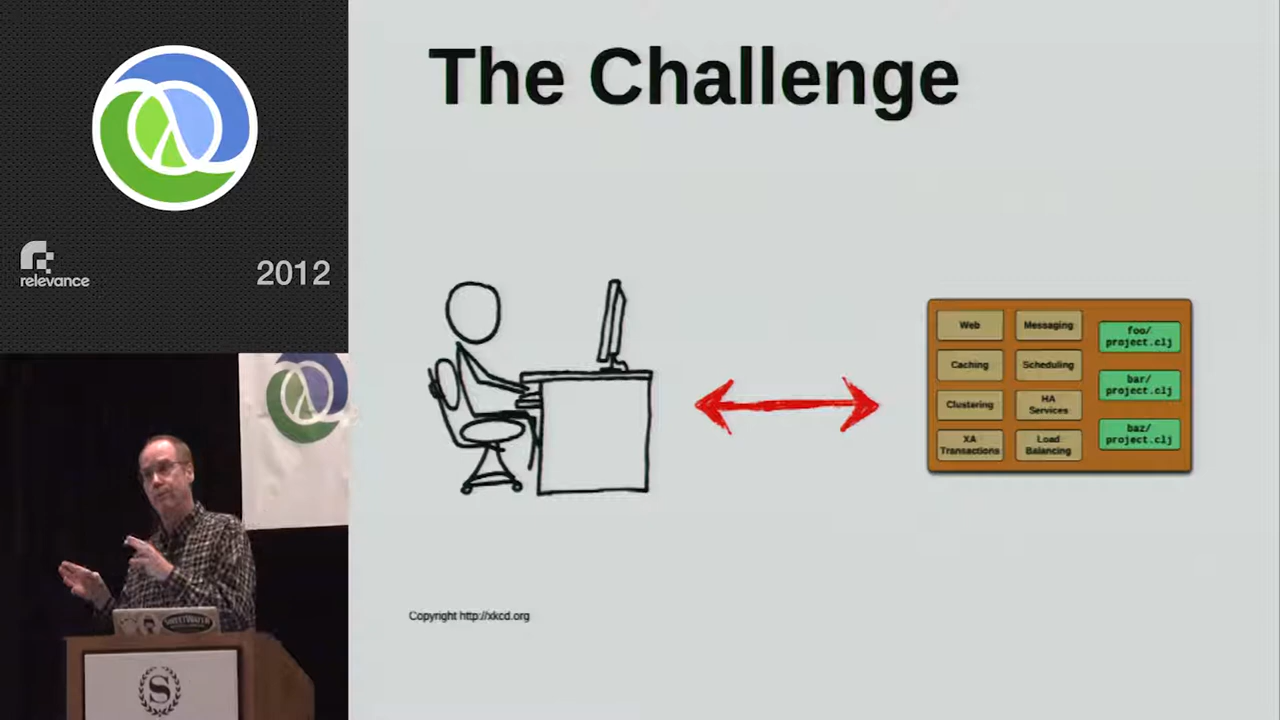 The Challenge
relevance
2012
Web
Messaging
Caching
Scheduling
Clustering
HA
Services
XA
Transactions
Load
Balancing
foo/
project.clj
bar/
project.clj
baz/
project.clj
Copyright http://xkcd.org
S